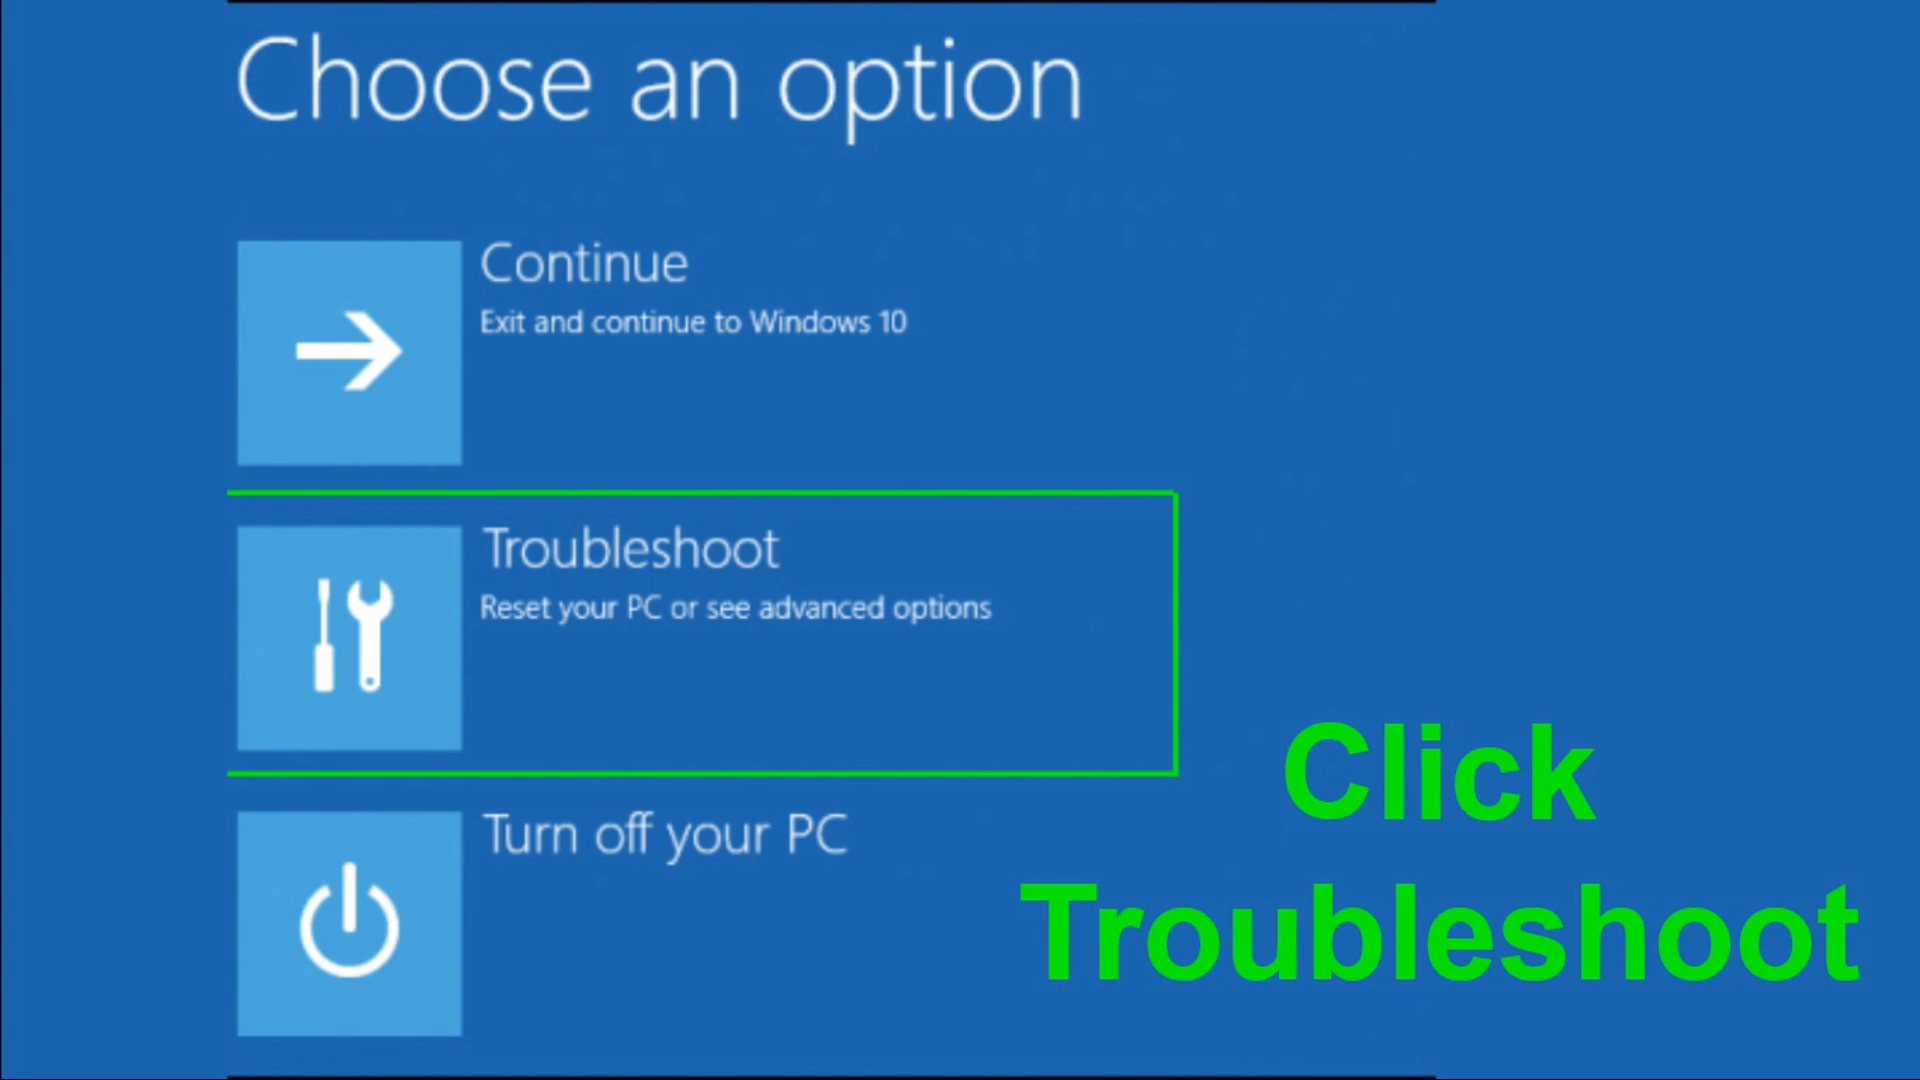 Choose an option
Continue
Exit and continue to Windows 10
Troubleshoot
Reset your PC or see advanced options
Turn off your PC
Click
Troubleshoot